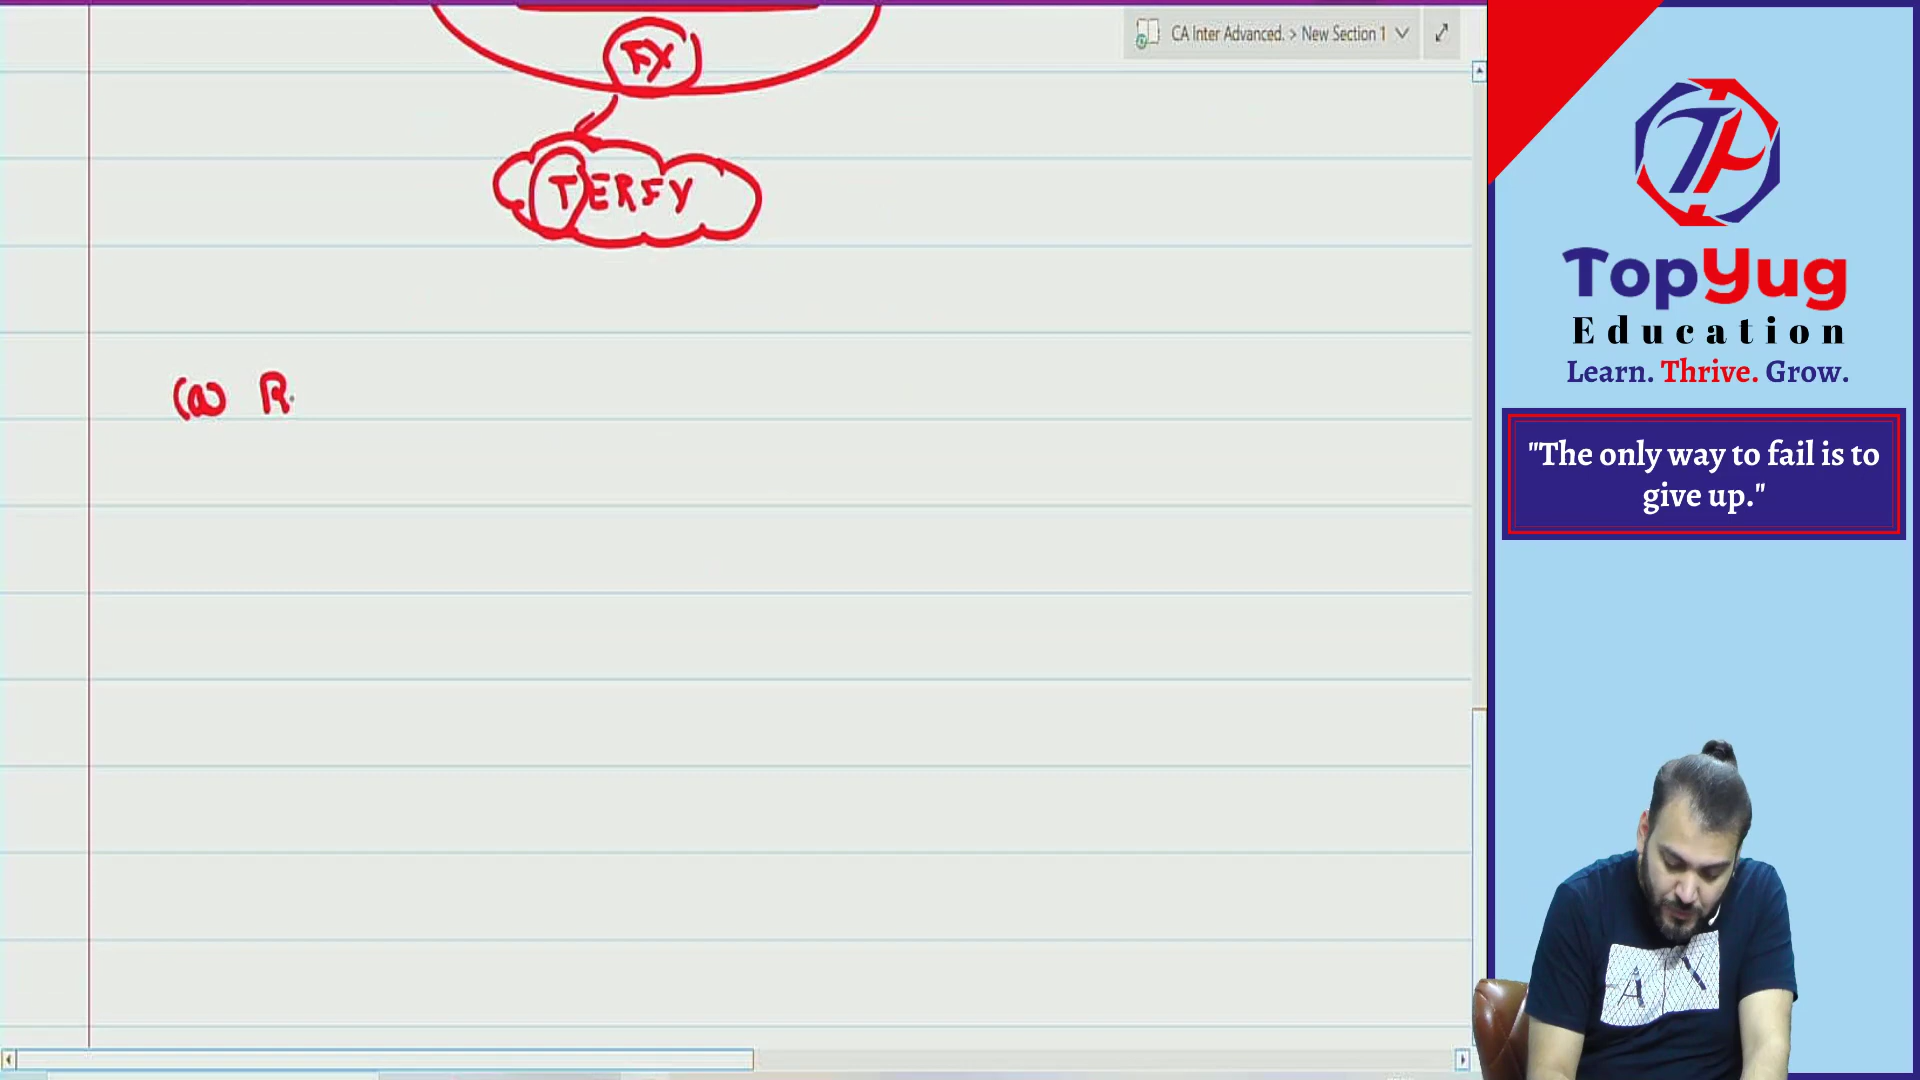 FX
CA Inter Advanced. > New Section 1
TERFY
(a) R
TopYug
Education
Learn. Thrive. Grow.
"The only way to fail is to
give up."
A X